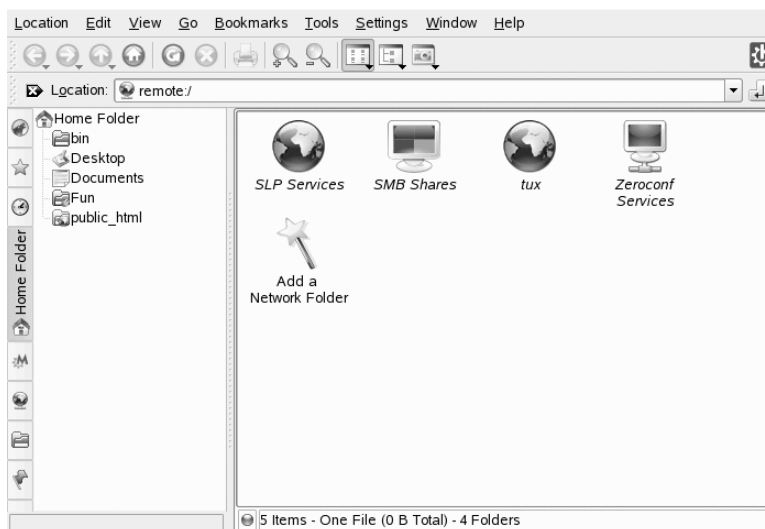 Location Edit View Go Bookmarks Tools Settings Window Help
Location: remote:/
Home Folder
bin
Desktop
Documents
Fun
public_html
Home Folder
SLP Services
SMB Shares
tux
Zeroconf
Services
Add a
Network Folder
5 Items - One File (0 B Total) - 4 Folders